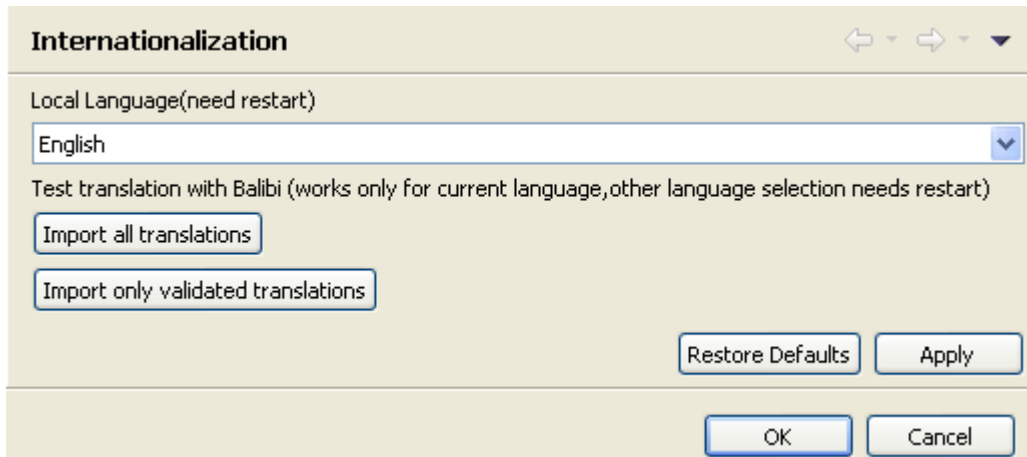 Internationalization
Local Language(need restart)
English
Test translation with Balibi (works only for current language,other language selection needs restart)
Import all translations
Import only validated translations
Restore Defaults Apply
OK Cancel